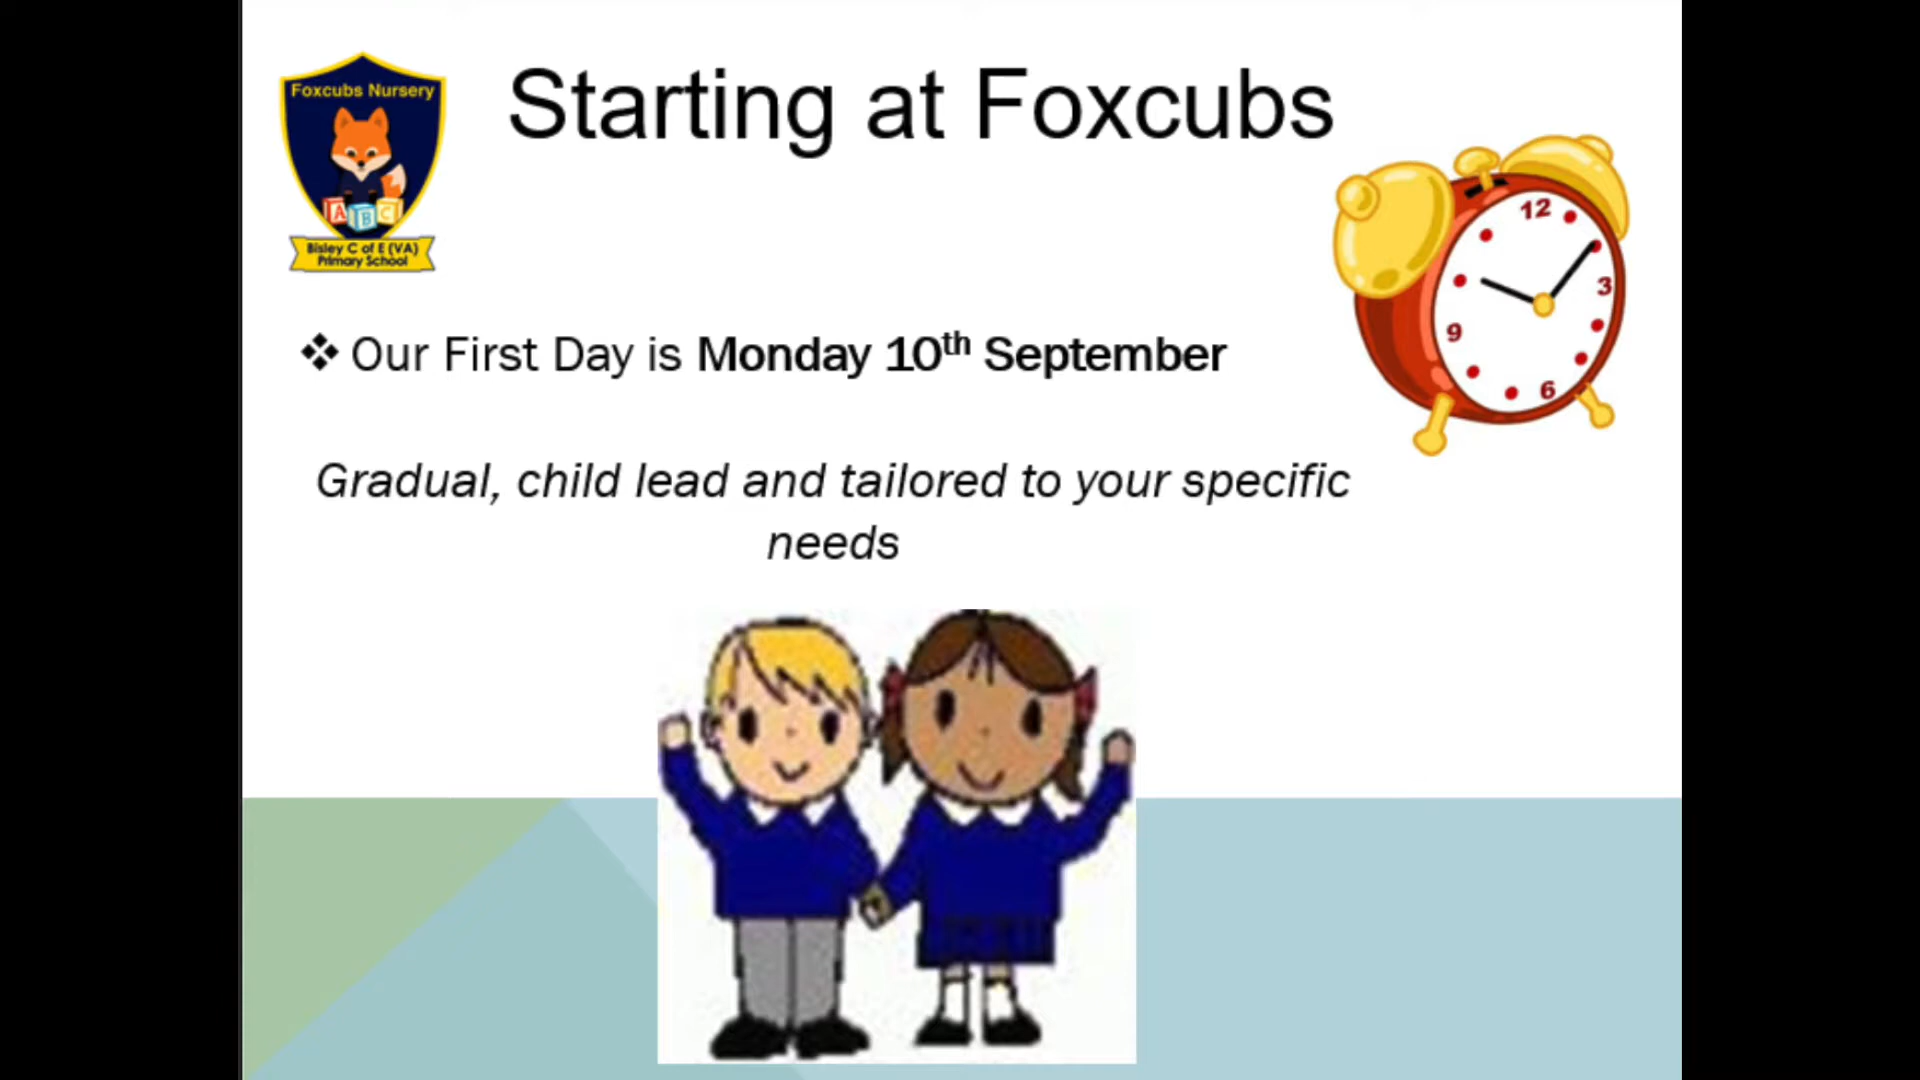 Foxcubs Nursery
A B C
Bisley C of E (VA)
Primary School
Starting at Foxcubs
12
3
9
6
❖ Our First Day is Monday 10th September
Gradual, child lead and tailored to your specific
needs